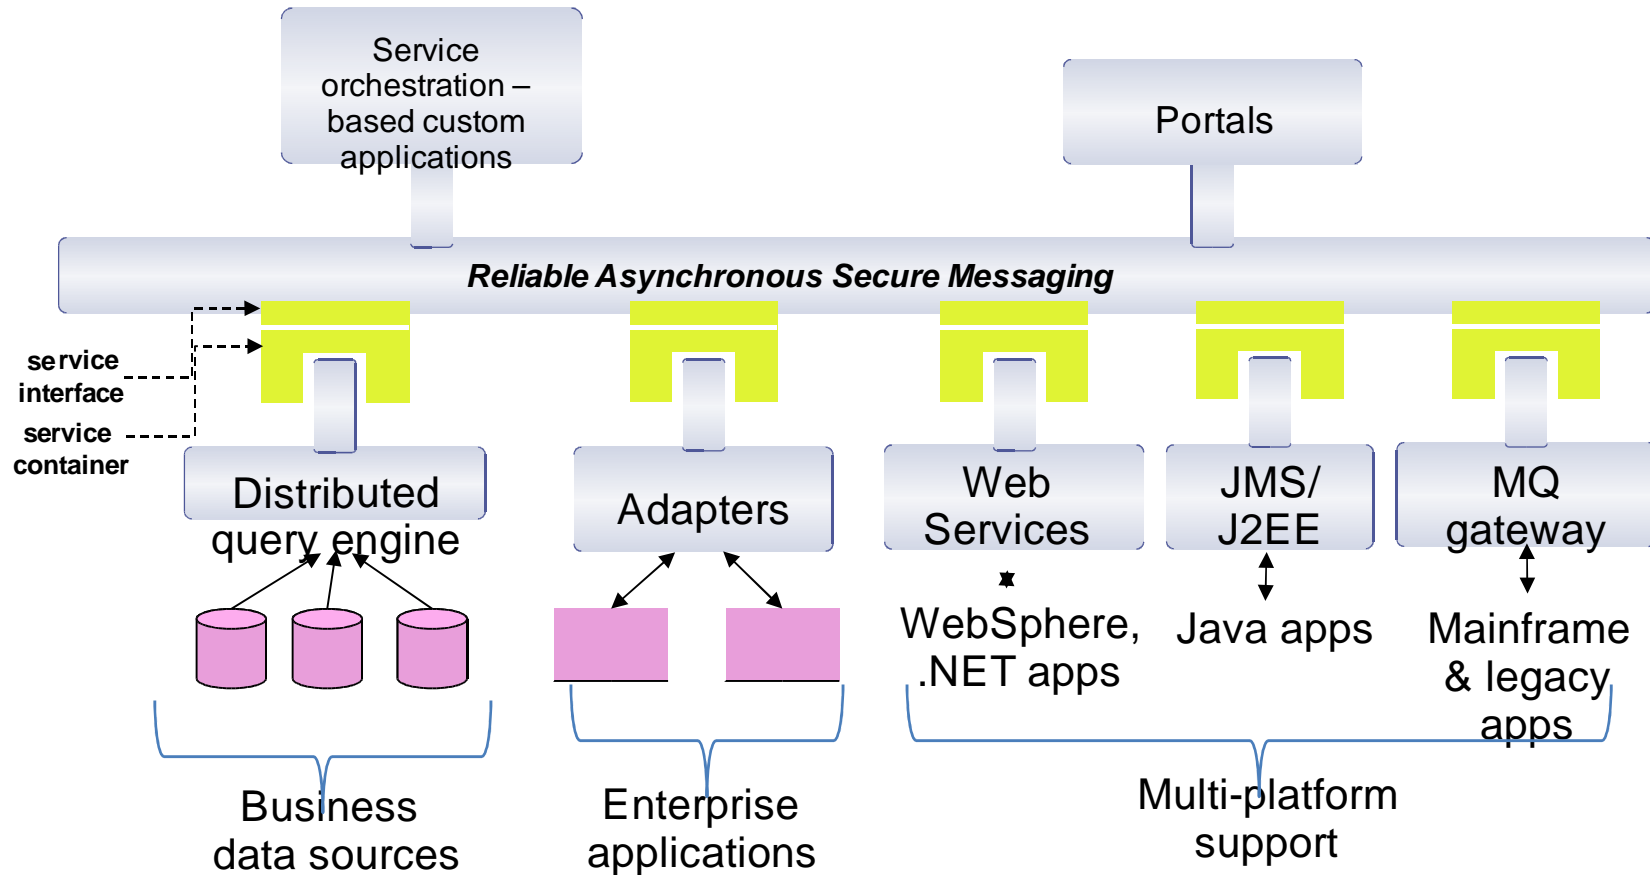 Service
orchestration –
based custom
applications
Portals
Reliable Asynchronous Secure Messaging
service
interface
service
container
Distributed
query engine
Adapters
Web
Services
JMS/
J2EE
MQ
gateway
WebSphere,
.NET apps
Java apps
Mainframe
& legacy
apps
Business
data sources
Enterprise
applications
Multi-platform
support